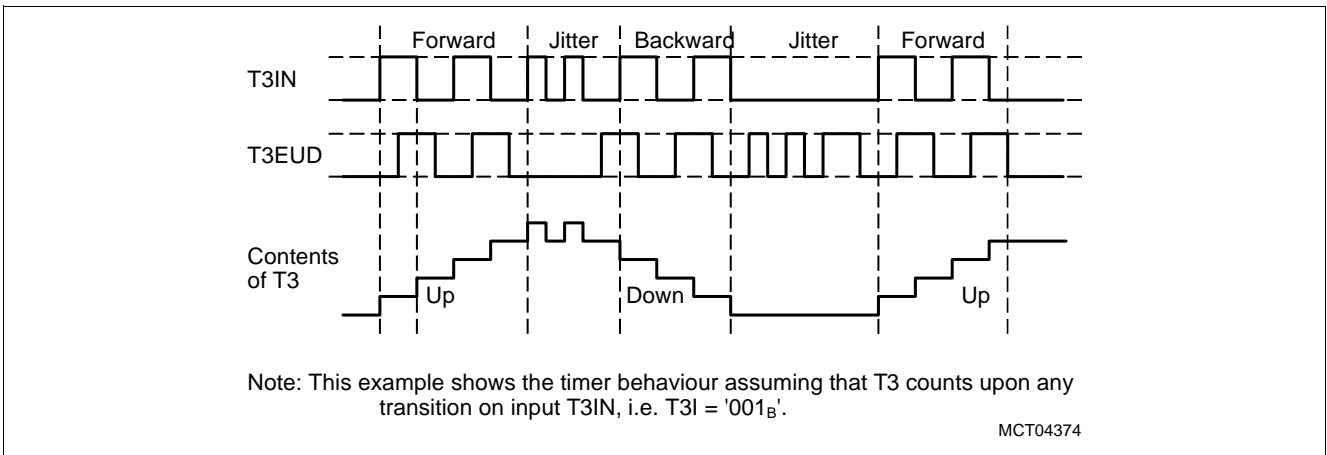 Forward Jitter Backward Jitter Forward
T3IN
T3EUD
Contents
of T3
Up Down Up
Note: This example shows the timer behaviour assuming that T3 counts upon any
transition on input T3IN, i.e. T3I = '001B'.
MCT04374